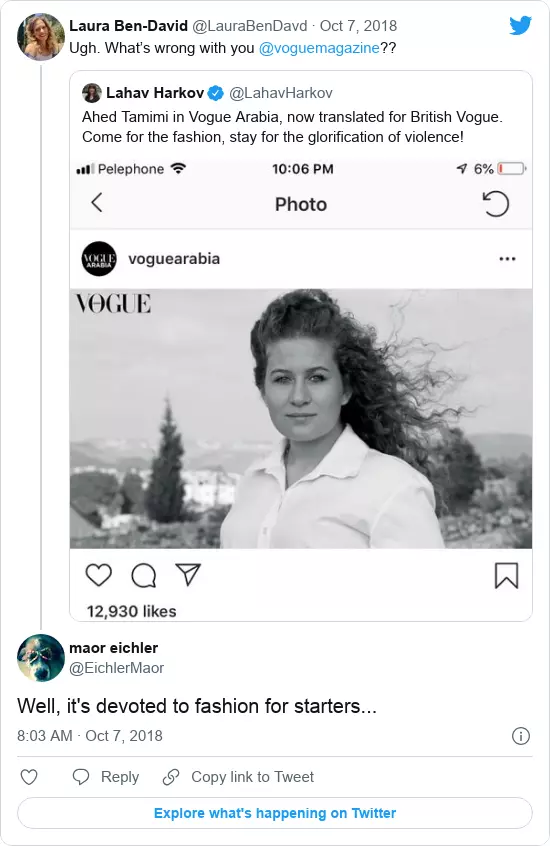 Laura Ben-David @LauraBenDavd · Oct 7, 2018
Ugh. What's wrong with you @voguemagazine??
Lahav Harkov @LahavHarkov
Ahed Tamimi in Vogue Arabia, now translated for British Vogue.
Come for the fashion, stay for the glorification of violence!
Pelephone 10:06 PM 6%
Photo
VOGUE
ARABIA
voguearabia
VOGUE
12,930 likes
maor eichler
@EichlerMaor
Well, it's devoted to fashion for starters...
8:03 AM · Oct 7, 2018
Reply Copy link to Tweet
Explore what's happening on Twitter